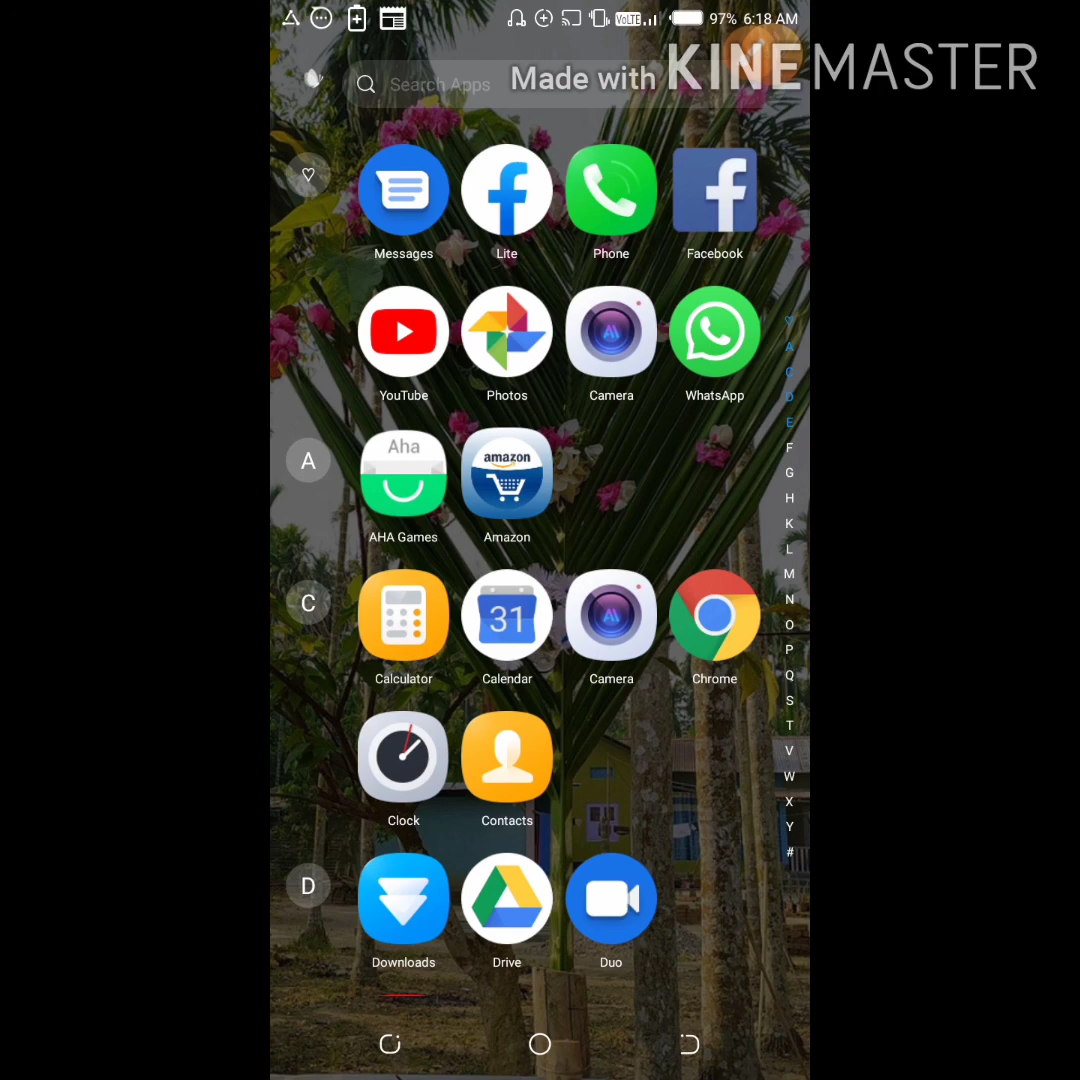 VoLTE 97% 6:18 AM
Search Apps
Made with KINEMASTER
Messages Lite Phone Facebook
YouTube Photos Camera WhatsApp
A
Aha
amazon
AHA Games Amazon
C
31
Calculator Calendar Camera Chrome
Clock Contacts
D
Downloads Drive Duo
A
C
D
E
F
G
H
K
L
M
N
O
P
Q
S
T
V
W
X
Y
#